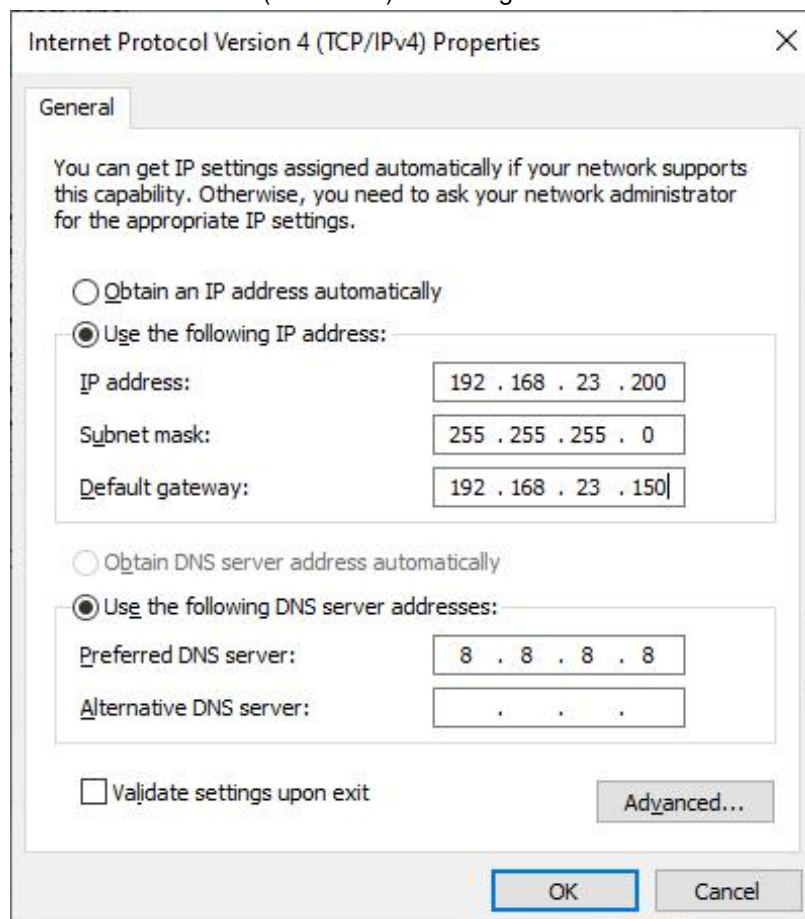 Internet Protocol Version 4 (TCP/IPv4) Properties
General
You can get IP settings assigned automatically if your network supports
this capability. Otherwise, you need to ask your network administrator
for the appropriate IP settings.
Obtain an IP address automatically
Use the following IP address:
IP address: 192 . 168 . 23 . 200
Subnet mask: 255 . 255 . 255 . 0
Default gateway: 192 . 168 . 23 . 150
Obtain DNS server address automatically
Use the following DNS server addresses:
Preferred DNS server: 8 . 8 . 8 . 8
Alternative DNS server: . . .
Validate settings upon exit
Advanced...
OK Cancel